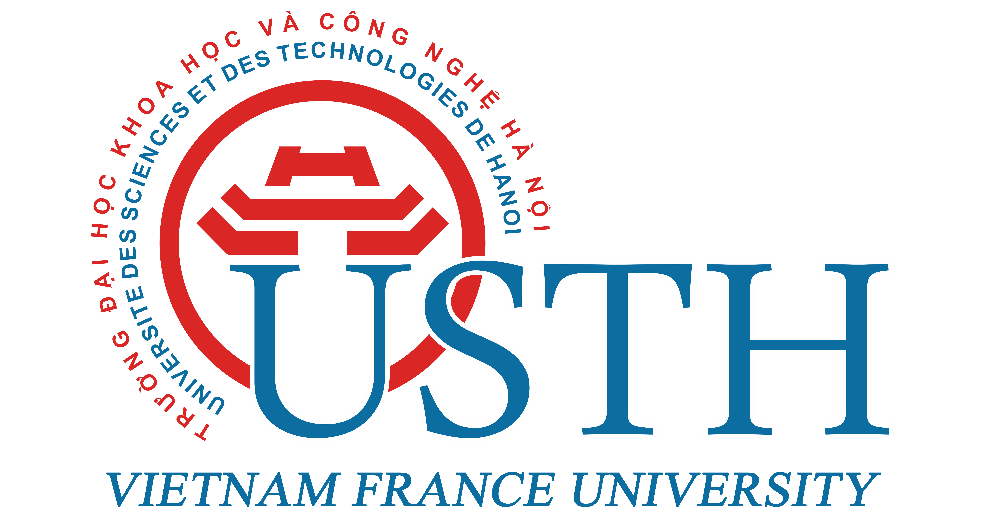 TRƯỜNG ĐẠI HỌC KHOA HỌC VÀ CÔNG NGHỆ HÀ NỘI
UNIVERSITE DES SCIENCES ET DES TECHNOLOGIES DE HANOI
USTH
VIETNAM FRANCE UNIVERSITY